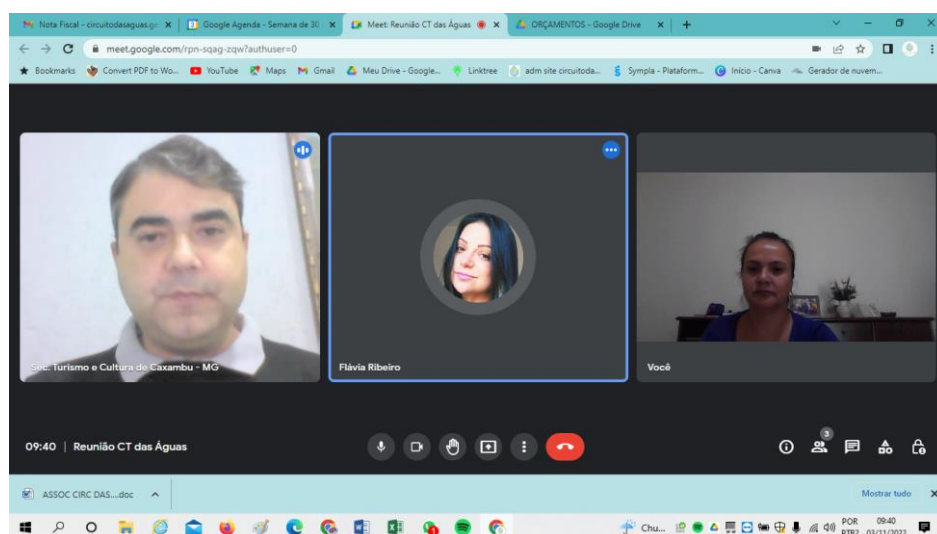 Nota Fiscal - circuitodasaguas.gc
Google Agenda - Semana de 30
Meet: Reunião CT das Águas
ORÇAMENTOS - Google Drive
meet.google.com/rpn-sqag-zqw?authuser=0
Bookmarks
Convert PDF to Wo...
YouTube
Maps
Gmail
Meu Drive - Google...
Linktree
adm site circuitoda...
Sympla - Plataform...
Início - Canva
Gerador de nuvem...
Sec. Turismo e Cultura de Caxambu - MG
Flávia Ribeiro
Você
09:40 | Reunião CT das Águas
3
ASSOC CIRC DAS....doc
Mostrar tudo
Chu...
POR 09:40
PTB2 03/11/2022